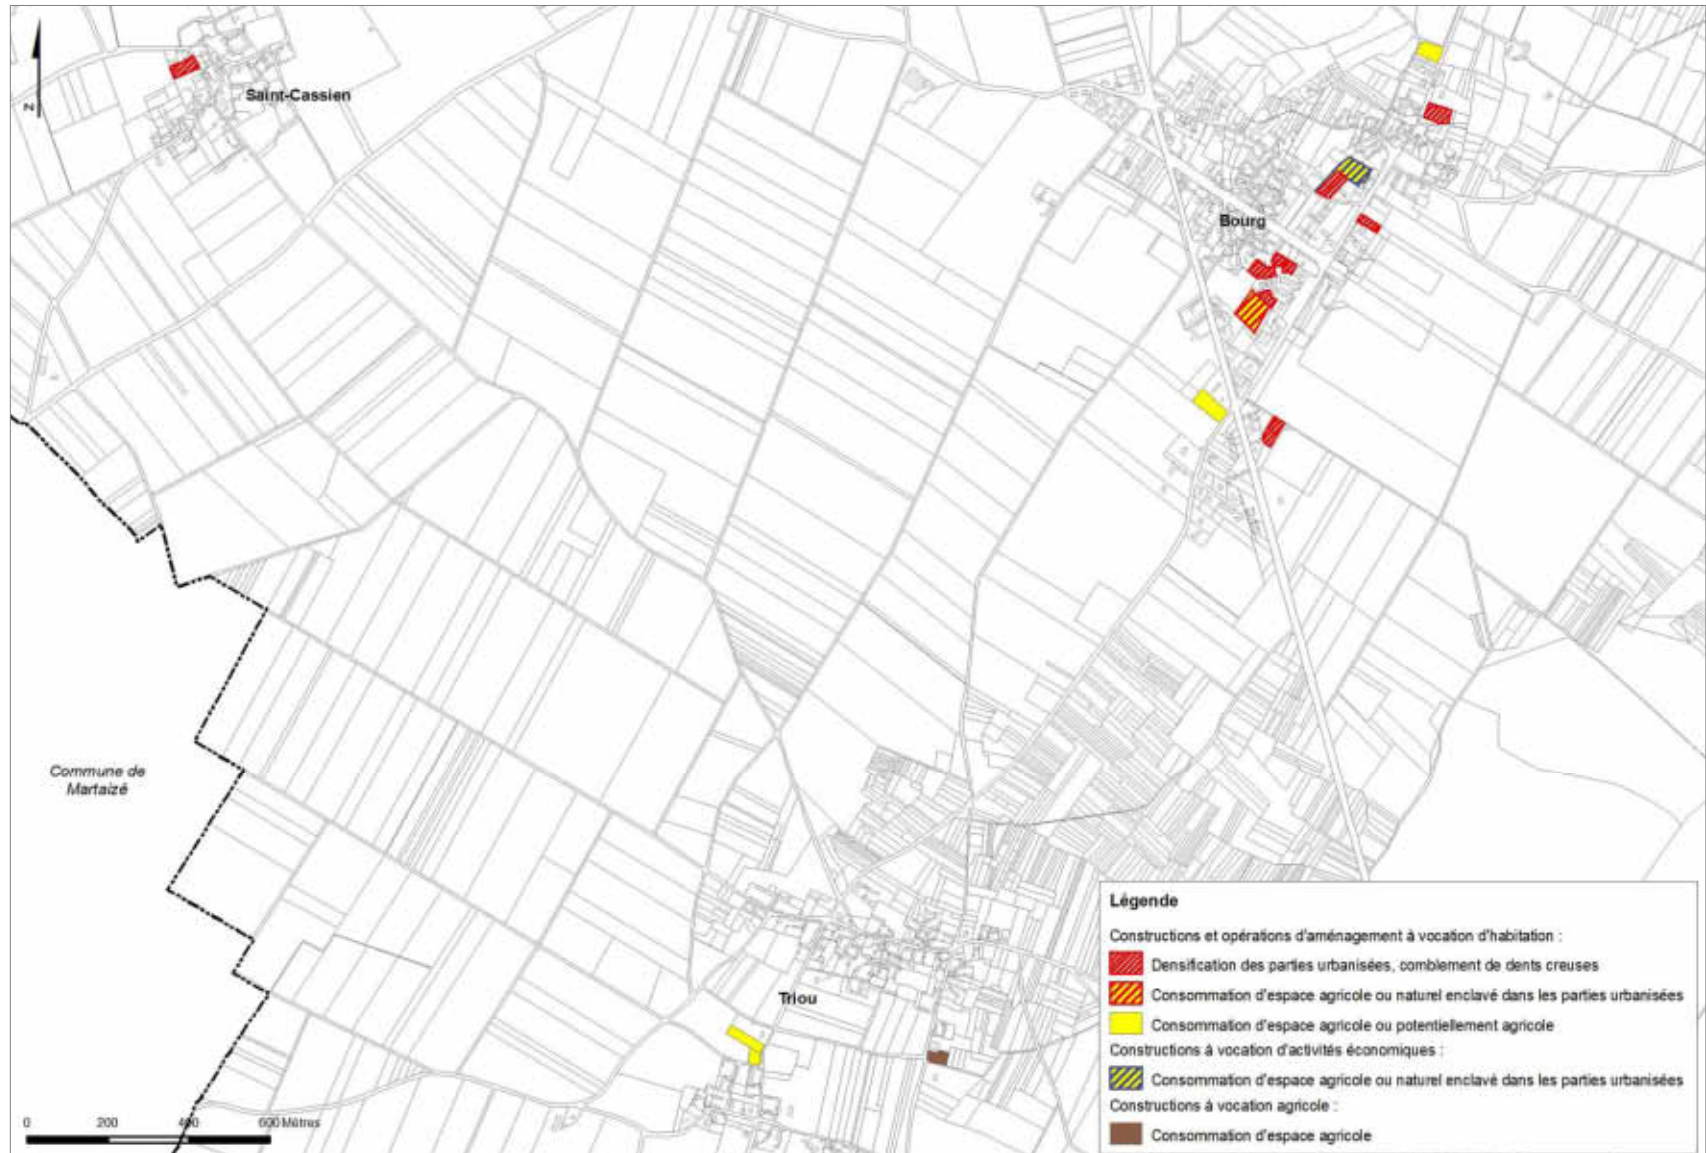 N
Saint-Cassien
Bourg
Commune de
Martaizé
Triou
0 200 400 600 Mètres
Légende
Constructions et opérations d'aménagement à vocation d'habitation :
Densification des parties urbanisées, comblement de dents creuses
Consommation d'espace agricole ou naturel enclavé dans les parties urbanisées
Consommation d'espace agricole ou potentiellement agricole
Constructions à vocation d'activités économiques :
Consommation d'espace agricole ou naturel enclavé dans les parties urbanisées
Constructions à vocation agricole :
Consommation d'espace agricole